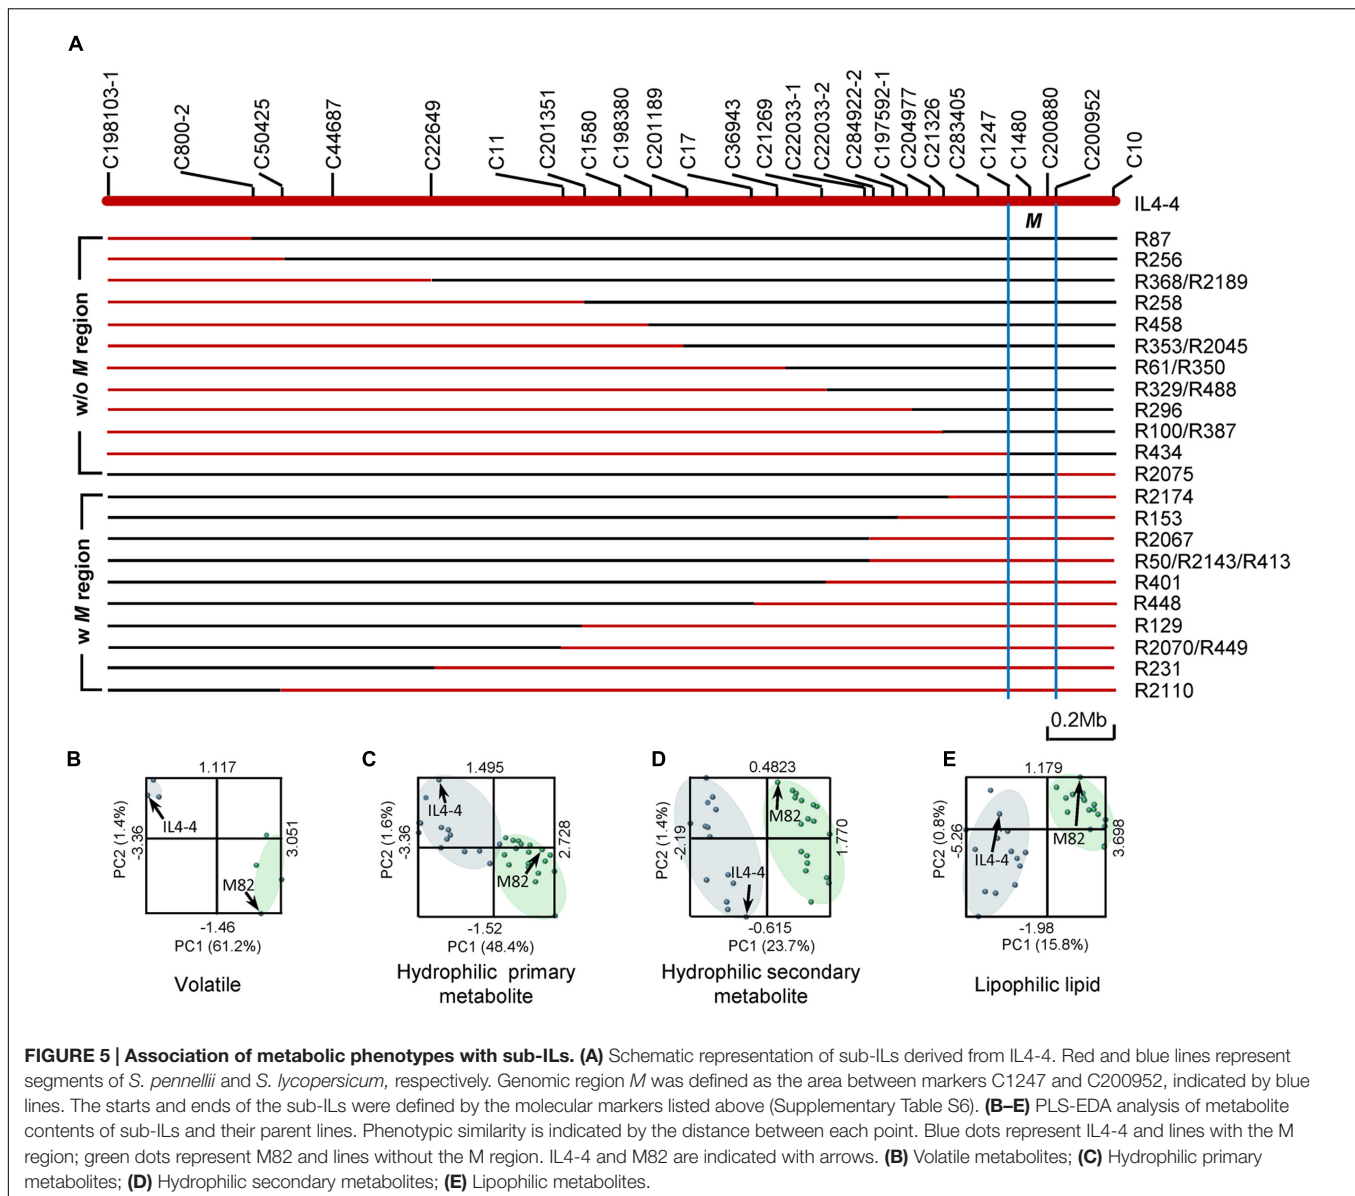 A
C198103-1
C800-2
C50425
C44687
C22649
C11
C201351
C1580
C198380
C201189
C17
C36943
C21269
C22033-1
C22033-2
C284922-2
C197592-1
C204977
C21326
C283405
C1247
C1480
C200880
C200952
C10
IL4-4
M
w/o M region
R87
R256
R368/R2189
R258
R458
R353/R2045
R61/R350
R329/R488
R296
R100/R387
R434
R2075
w M region
R2174
R153
R2067
R50/R2143/R413
R401
R448
R129
R2070/R449
R231
R2110
0.2Mb
B
1.117
PC2 (1.4%)
-3.36
IL4-4
M82
3.051
-1.46
PC1 (61.2%)
Volatile
C
1.495
PC2 (1.6%)
-3.36
IL4-4
M82
2.728
-1.52
PC1 (48.4%)
Hydrophilic primary
metabolite
D
0.4823
PC2 (1.4%)
-2.19
M82
IL4-4
1.770
-0.615
PC1 (23.7%)
Hydrophilic secondary
metabolite
E
1.179
PC2 (0.8%)
-5.26
IL4-4
M82
3.698
-1.98
PC1 (15.8%)
Lipophilic lipid
FIGURE 5 | Association of metabolic phenotypes with sub-ILs. (A) Schematic representation of sub-ILs derived from IL4-4. Red and blue lines represent
segments of S. pennellii and S. lycopersicum, respectively. Genomic region M was defined as the area between markers C1247 and C200952, indicated by blue
lines. The starts and ends of the sub-ILs were defined by the molecular markers listed above (Supplementary Table S6). (B–E) PLS-EDA analysis of metabolite
contents of sub-ILs and their parent lines. Phenotypic similarity is indicated by the distance between each point. Blue dots represent IL4-4 and lines with the M
region; green dots represent M82 and lines without the M region. IL4-4 and M82 are indicated with arrows. (B) Volatile metabolites; (C) Hydrophilic primary
metabolites; (D) Hydrophilic secondary metabolites; (E) Lipophilic metabolites.